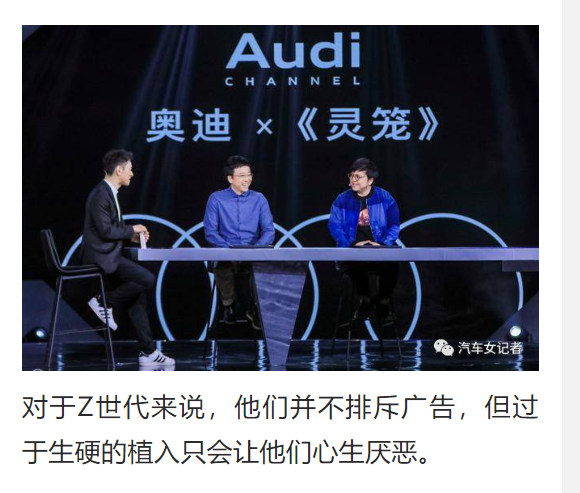 Audi
CHANNEL
奥迪 × 《灵笼》
汽车女记者
对于Z世代来说，他们并不排斥广告，但过
于生硬的植入只会让他们心生厌恶。